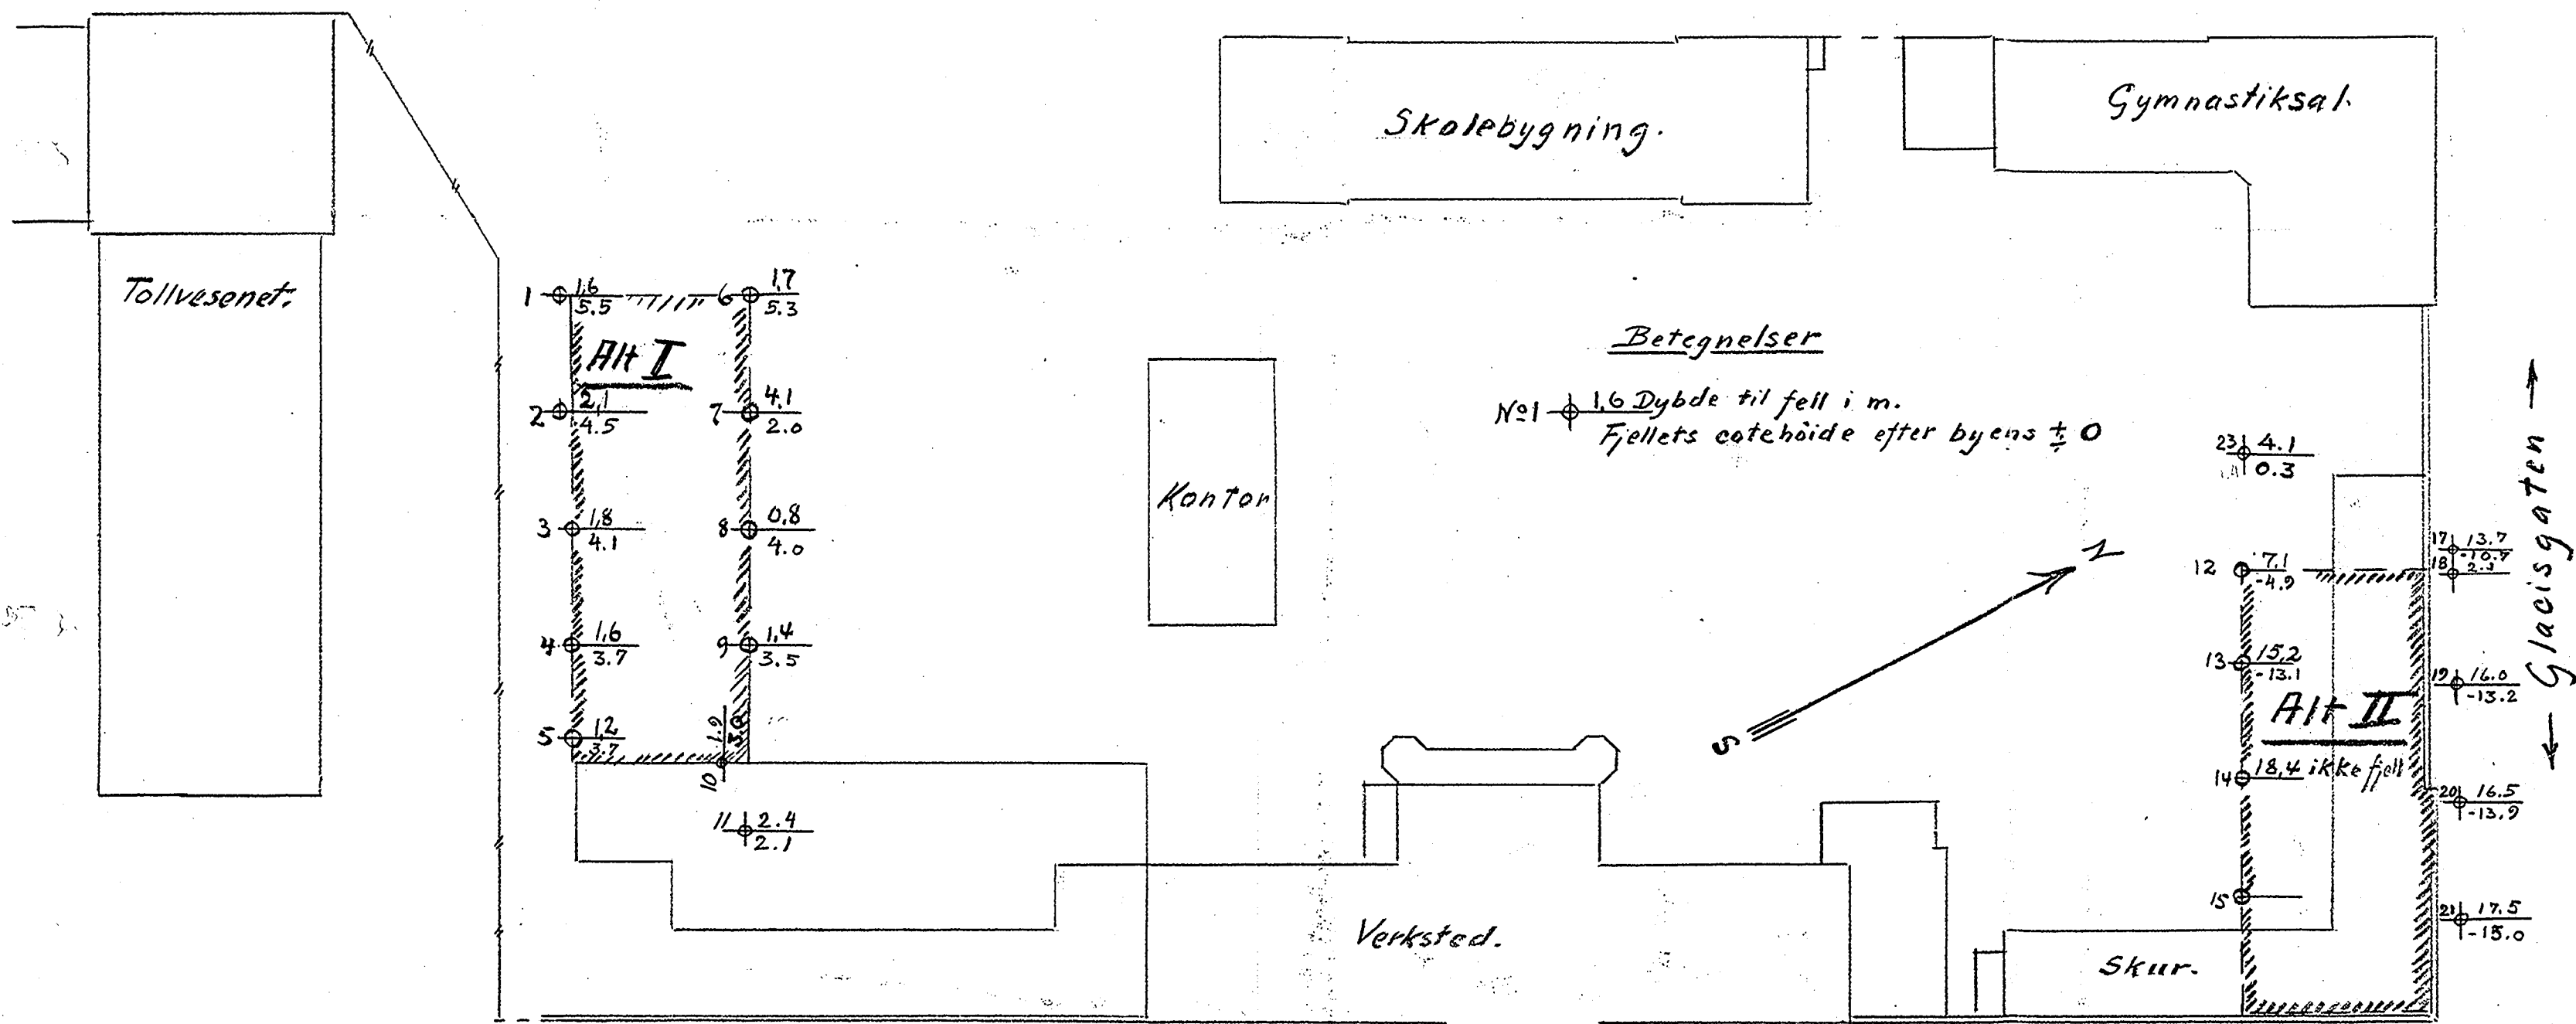 Skolebygning.
Gymnastiksal.
Tollvesenet.
1 1,6 5.5
6 1,7 5.3
Alt I
2 2,1 4.5
7 4.1 2.0
3 1,8 4.1
8 0,8 4.0
4 1,6 3.7
9 1,4 3.5
5 1,2 3.7
10 1.9
11 2.4 2.1
Kontor
Betegnelser
No1 1,6 Dybde til fell i m.
Fjellets cotehöide efter byens ± 0
N
S
23 4.1 0.3
12 7,1 -4.9
13 15,2 -13.1
14 18,4 ikke fjell
15
Alt II
17 13.7 -10.7
18
19 16.0 -13.2
20 16.5 -13.9
21 17.5 -15.0
← Glacisgaten →
Verksted.
Skur.